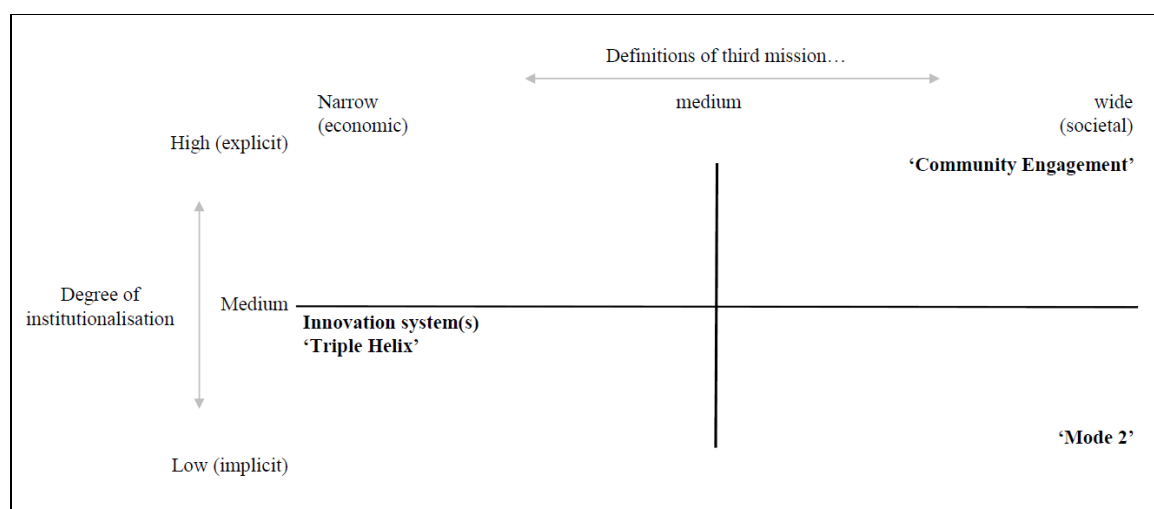 Definitions of third mission…
Narrow
(economic)
medium
wide
(societal)
High (explicit)
‘Community Engagement’
Degree of
institutionalisation
Medium
Innovation system(s)
‘Triple Helix’
‘Mode 2’
Low (implicit)